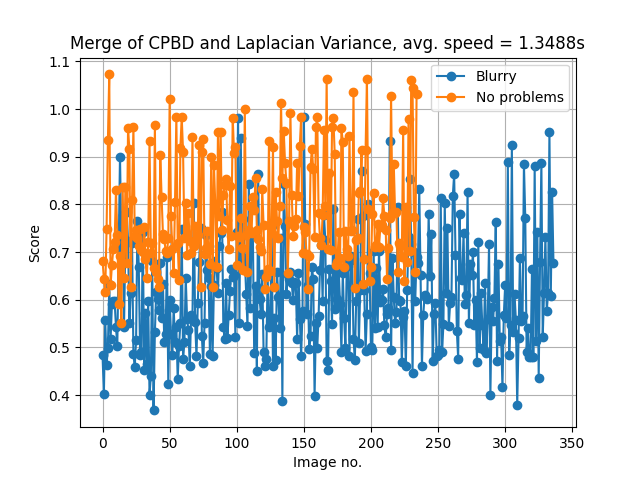 Merge of CPBD and Laplacian Variance, avg. speed = 1.3488s
Blurry
No problems
1.1
1.0
0.9
0.8
0.7
0.6
0.5
0.4
Score
0 50 100 150 200 250 300 350
Image no.